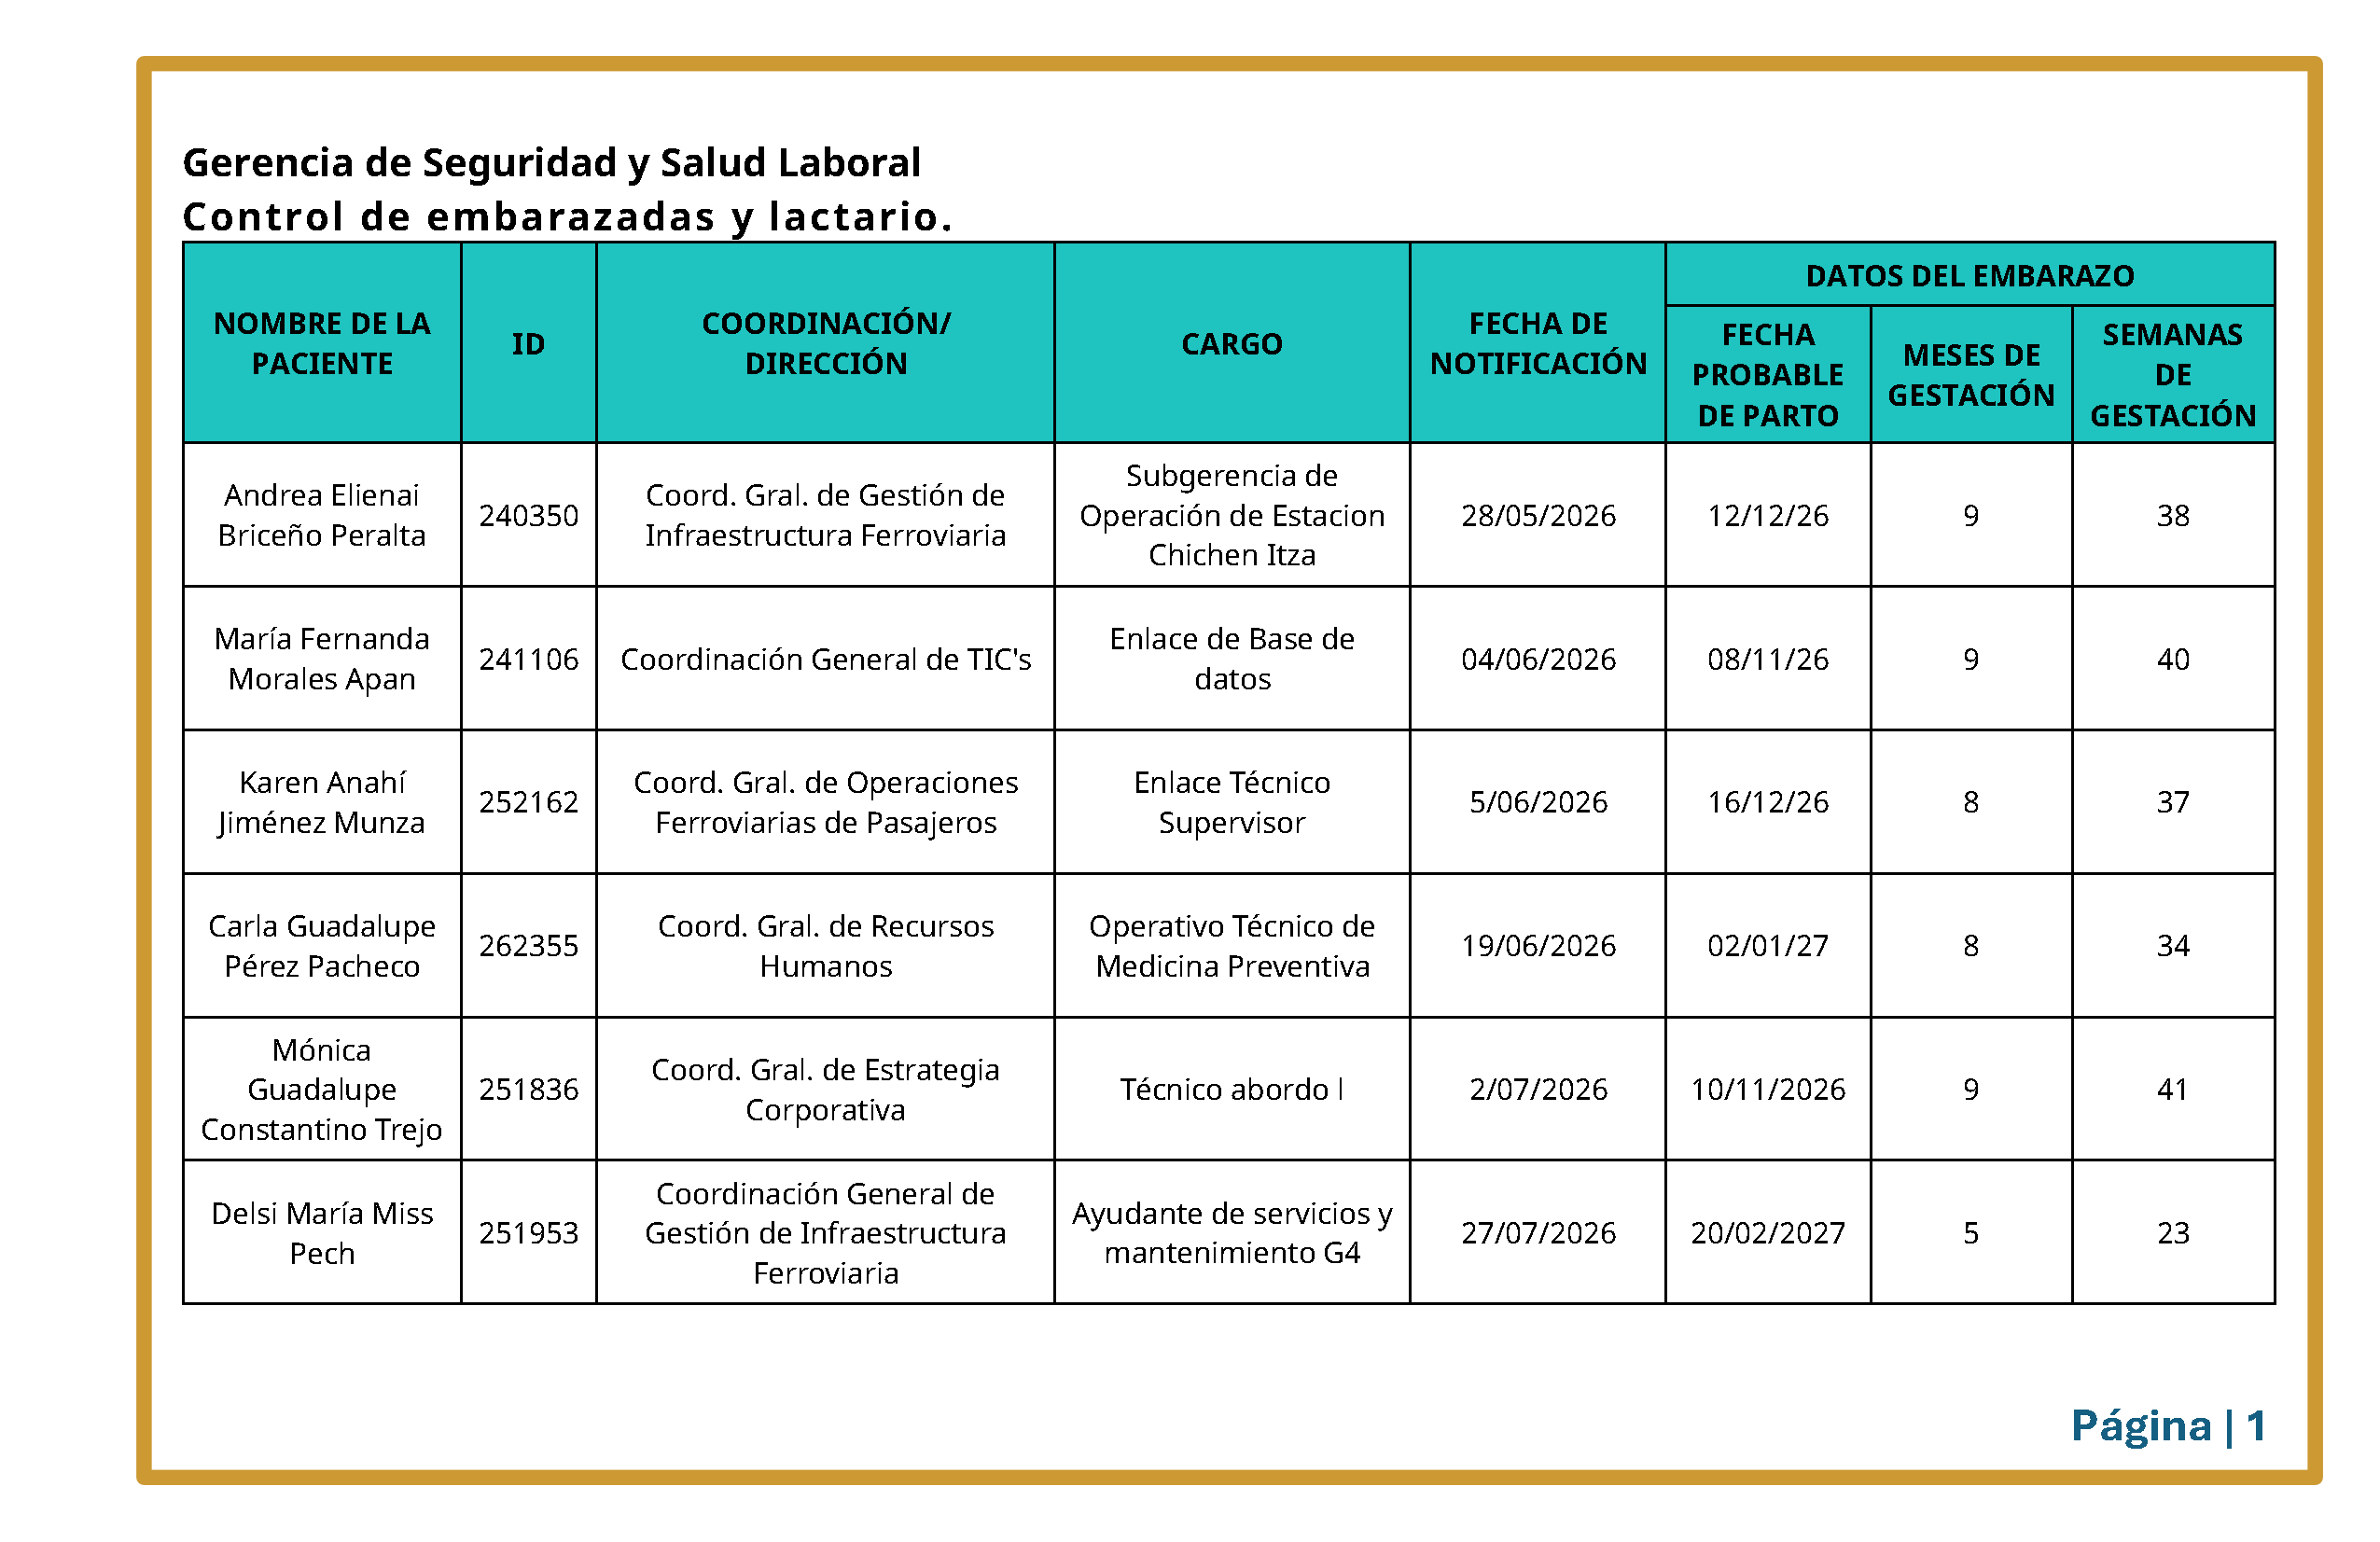 Gerencia de Seguridad y Salud Laboral
Control de embarazadas y lactario.
NOMBRE DE LA
PACIENTE
ID
COORDINACIÓN/
DIRECCIÓN
CARGO
FECHA DE
NOTIFICACIÓN
DATOS DEL EMBARAZO
FECHA
PROBABLE
DE PARTO
MESES DE
GESTACIÓN
SEMANAS
DE
GESTACIÓN
Andrea Elienai
Briceño Peralta
240350
Coord. Gral. de Gestión de
Infraestructura Ferroviaria
Subgerencia de
Operación de Estacion
Chichen Itza
28/05/2026
12/12/26
9
38
María Fernanda
Morales Apan
241106
Coordinación General de TIC's
Enlace de Base de
datos
04/06/2026
08/11/26
9
40
Karen Anahí
Jiménez Munza
252162
Coord. Gral. de Operaciones
Ferroviarias de Pasajeros
Enlace Técnico
Supervisor
5/06/2026
16/12/26
8
37
Carla Guadalupe
Pérez Pacheco
262355
Coord. Gral. de Recursos
Humanos
Operativo Técnico de
Medicina Preventiva
19/06/2026
02/01/27
8
34
Mónica
Guadalupe
Constantino Trejo
251836
Coord. Gral. de Estrategia
Corporativa
Técnico abordo l
2/07/2026
10/11/2026
9
41
Delsi María Miss
Pech
251953
Coordinación General de
Gestión de Infraestructura
Ferroviaria
Ayudante de servicios y
mantenimiento G4
27/07/2026
20/02/2027
5
23
Página | 1